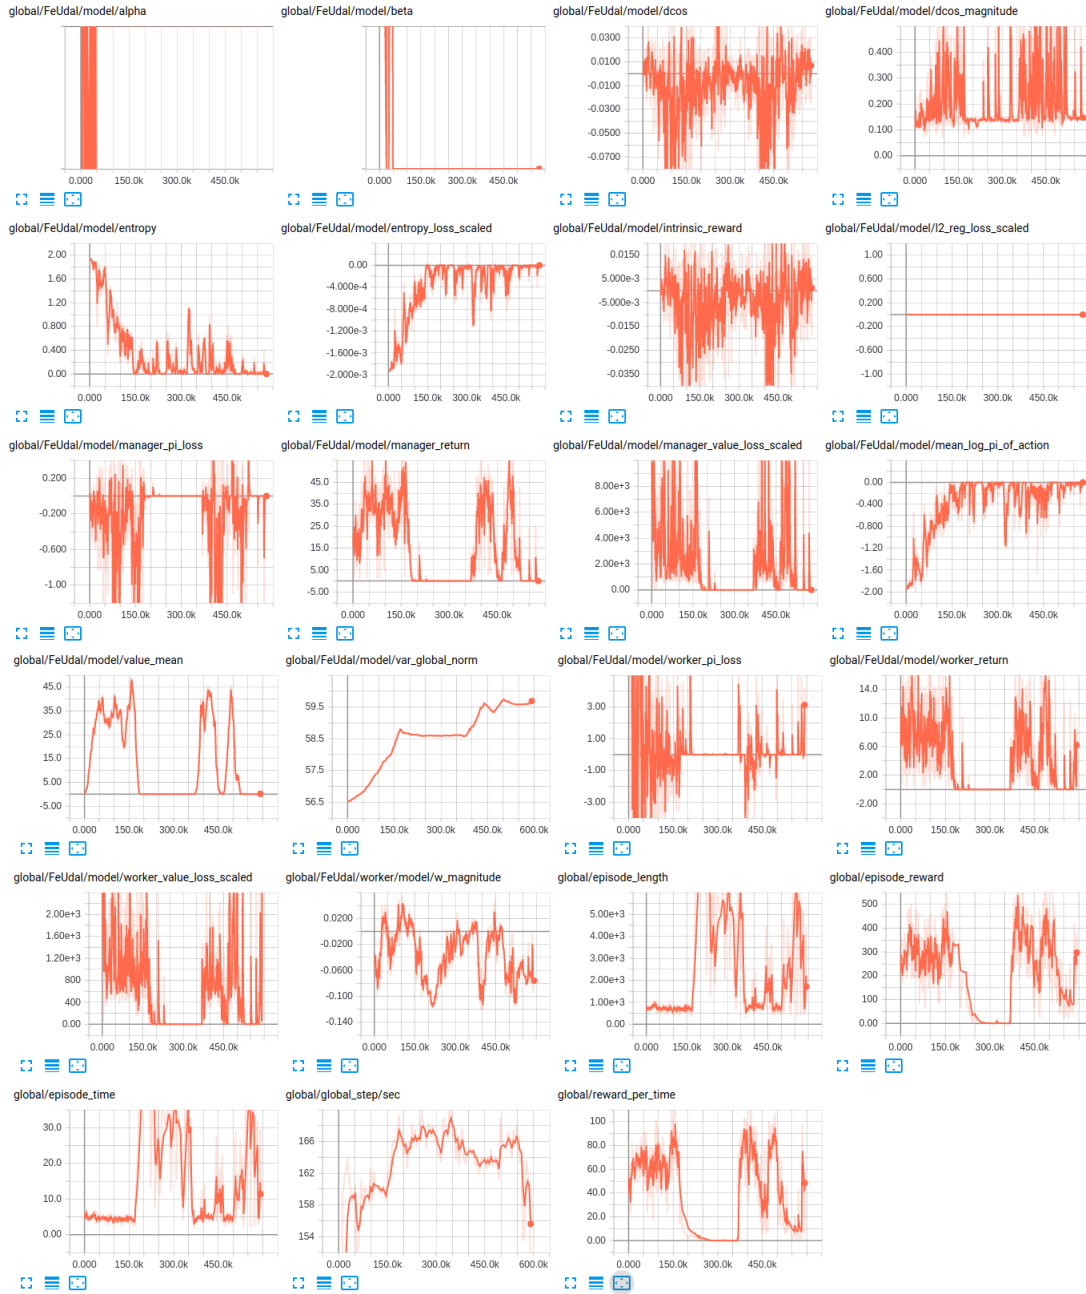 global/FeUdal/model/alpha
0.000 150.0k 300.0k 450.0k
global/FeUdal/model/beta
0.000 150.0k 300.0k 450.0k
global/FeUdal/model/dcos
0.0300
0.0100
-0.0100
-0.0300
-0.0500
-0.0700
0.000 150.0k 300.0k 450.0k
global/FeUdal/model/dcos_magnitude
0.400
0.300
0.200
0.100
0.00
0.000 150.0k 300.0k 450.0k
global/FeUdal/model/entropy
2.00
1.60
1.20
0.800
0.400
0.00
0.000 150.0k 300.0k 450.0k
global/FeUdal/model/entropy_loss_scaled
0.00
-4.000e-4
-8.000e-4
-1.200e-3
-1.600e-3
-2.000e-3
0.000 150.0k 300.0k 450.0k
global/FeUdal/model/intrinsic_reward
0.0150
5.000e-3
-5.000e-3
-0.0150
-0.0250
-0.0350
0.000 150.0k 300.0k 450.0k
global/FeUdal/model/l2_reg_loss_scaled
1.00
0.600
0.200
-0.200
-0.600
-1.00
0.000 150.0k 300.0k 450.0k
global/FeUdal/model/manager_pi_loss
0.200
-0.200
-0.600
-1.00
0.000 150.0k 300.0k 450.0k
global/FeUdal/model/manager_return
45.0
35.0
25.0
15.0
5.00
-5.00
0.000 150.0k 300.0k 450.0k
global/FeUdal/model/manager_value_loss_scaled
8.00e+3
6.00e+3
4.00e+3
2.00e+3
0.00
0.000 150.0k 300.0k 450.0k
global/FeUdal/model/mean_log_pi_of_action
0.00
-0.400
-0.800
-1.20
-1.60
-2.00
0.000 150.0k 300.0k 450.0k
global/FeUdal/model/value_mean
45.0
35.0
25.0
15.0
5.00
-5.00
0.000 150.0k 300.0k 450.0k
global/FeUdal/model/var_global_norm
59.5
58.5
57.5
56.5
0.000 150.0k 300.0k 450.0k 600.0k
global/FeUdal/model/worker_pi_loss
3.00
1.00
-1.00
-3.00
0.000 150.0k 300.0k 450.0k
global/FeUdal/model/worker_return
14.0
10.0
6.00
2.00
-2.00
0.000 150.0k 300.0k 450.0k
global/FeUdal/model/worker_value_loss_scaled
2.00e+3
1.60e+3
1.20e+3
800
400
0.00
0.000 150.0k 300.0k 450.0k
global/FeUdal/worker/model/w_magnitude
0.0200
-0.0200
-0.0600
-0.100
-0.140
0.000 150.0k 300.0k 450.0k
global/episode_length
5.00e+3
4.00e+3
3.00e+3
2.00e+3
1.00e+3
0.00
0.000 150.0k 300.0k 450.0k
global/episode_reward
500
400
300
200
100
0.00
0.000 150.0k 300.0k 450.0k
global/episode_time
30.0
20.0
10.0
0.00
0.000 150.0k 300.0k 450.0k
global/global_step/sec
166
162
158
154
0.000 150.0k 300.0k 450.0k 600.0k
global/reward_per_time
100
80.0
60.0
40.0
20.0
0.00
0.000 150.0k 300.0k 450.0k